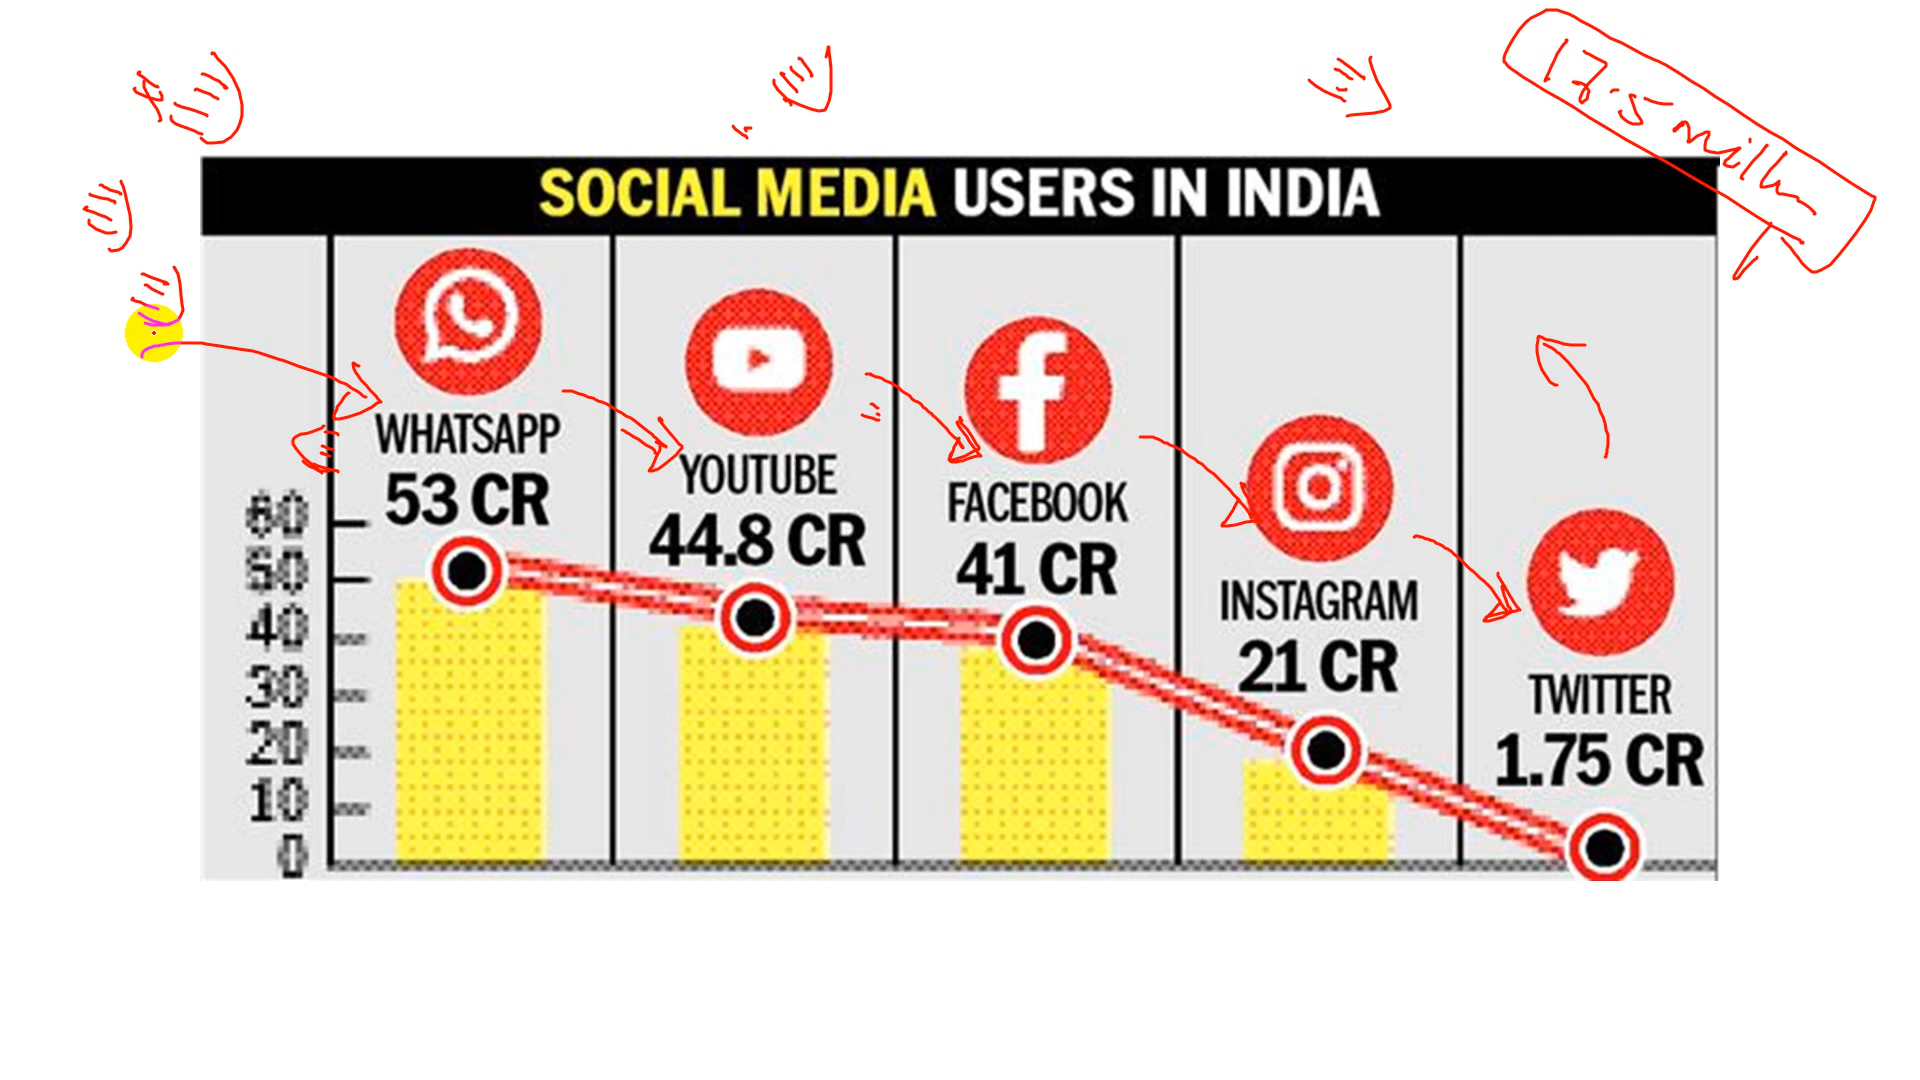 17.5 million
SOCIAL MEDIA USERS IN INDIA
WHATSAPP
53 CR
YOUTUBE
44.8 CR
FACEBOOK
41 CR
INSTAGRAM
21 CR
TWITTER
1.75 CR
60
50
40
30
20
10
0